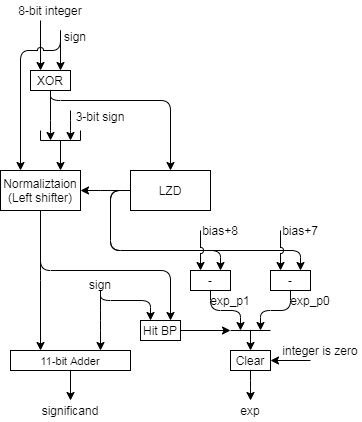 8-bit integer
sign
XOR
3-bit sign
Normaliztaion
(Left shifter)
LZD
bias+8
bias+7
-
-
sign
exp_p1
exp_p0
Hit BP
integer is zero
11-bit Adder
Clear
significand
exp